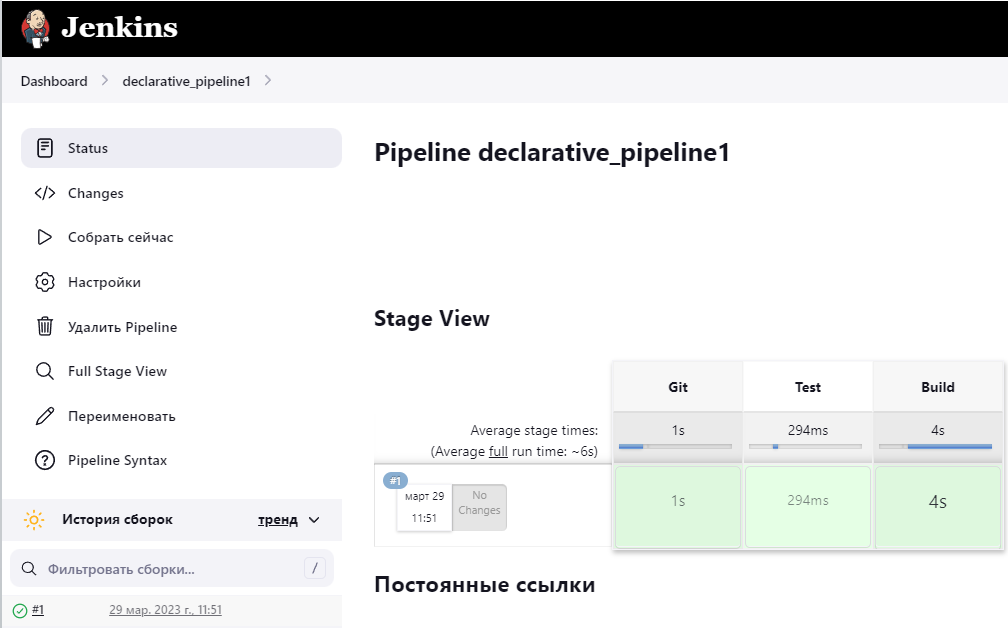 Jenkins
Dashboard
declarative_pipeline1
Status
Changes
Собрать сейчас
Настройки
Удалить Pipeline
Full Stage View
Переименовать
Pipeline Syntax
История сборок
тренд
Фильтровать сборки...
/
#1
29 мар. 2023 г., 11:51
Pipeline declarative_pipeline1
Stage View
Git
Test
Build
Average stage times:
1s
294ms
4s
(Average full run time: ~6s)
#1
март 29
11:51
No
Changes
1s
294ms
4s
Постоянные ссылки